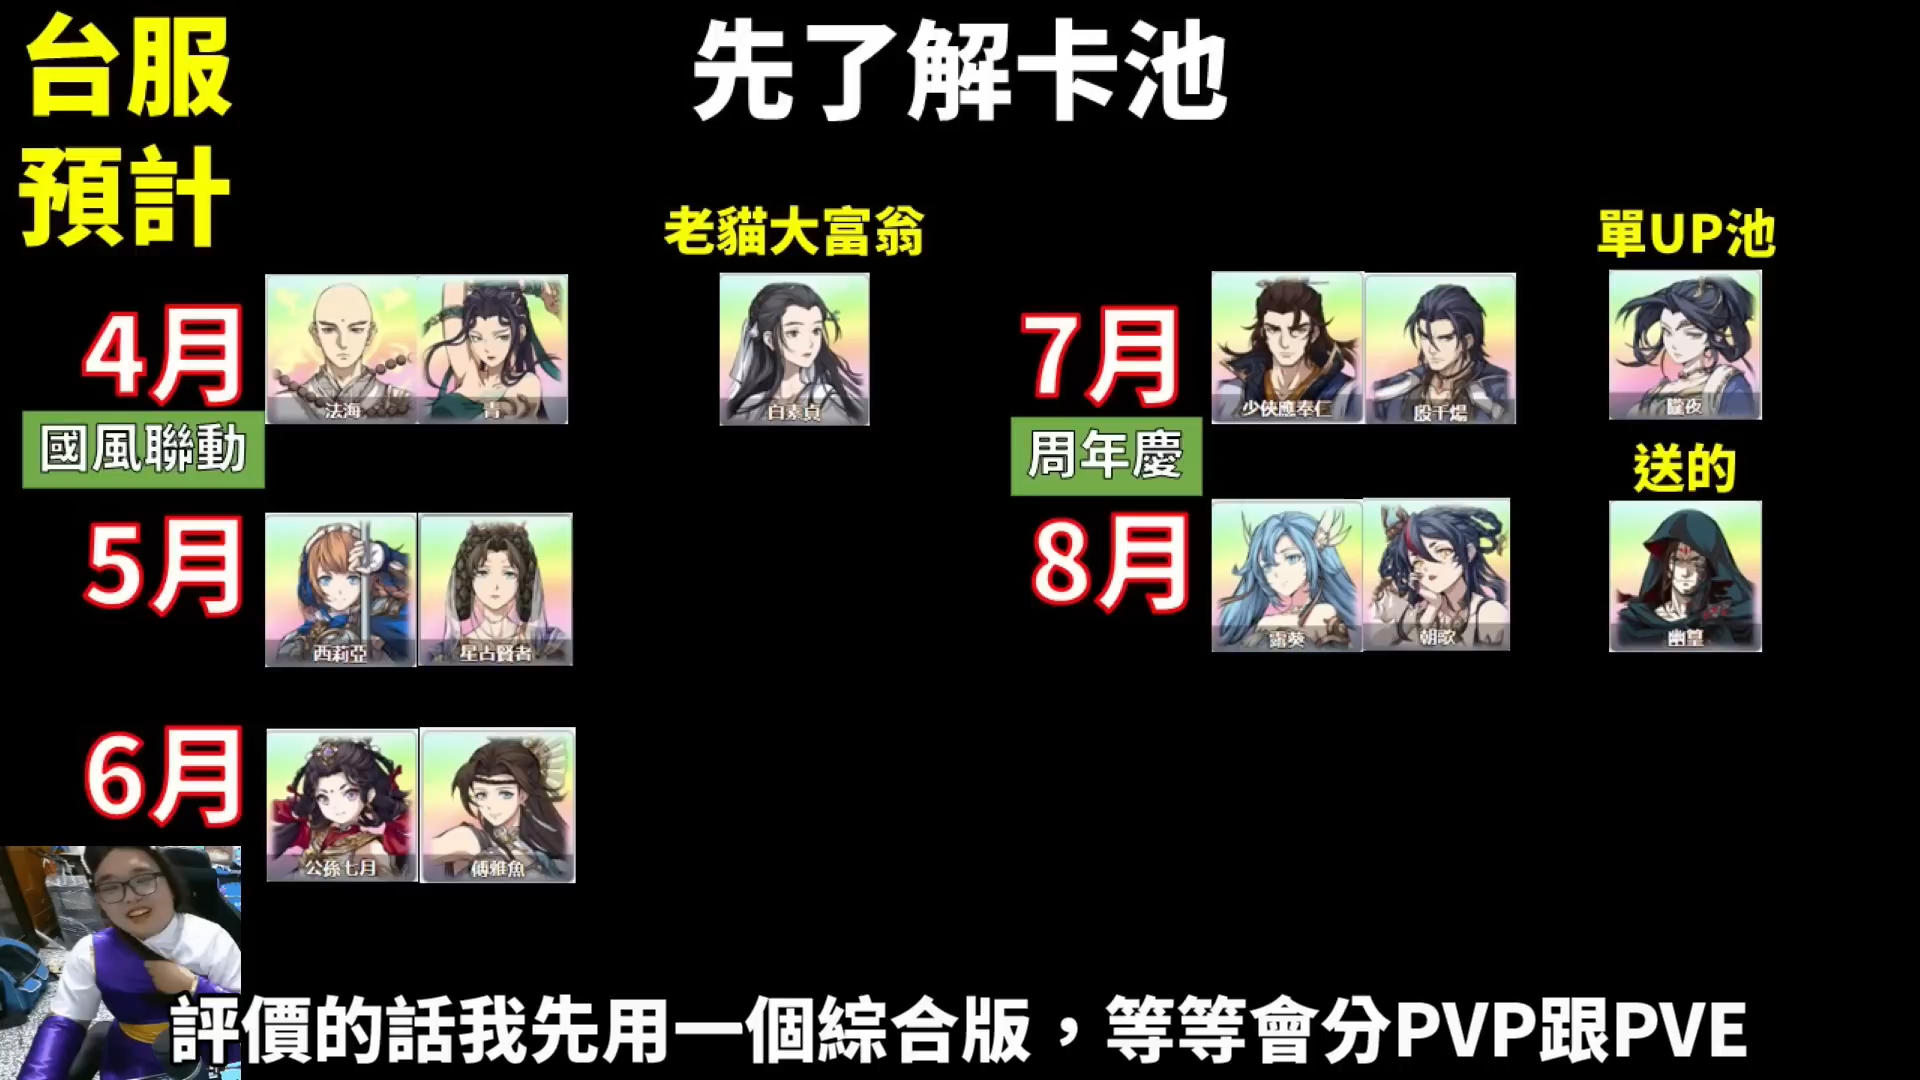 台服
預計
先了解卡池
老貓大富翁
單UP池
4月
法海
青
白素貞
7月
少俠應奉仁
殷千煬
朧夜
國風聯動
周年慶
送的
5月
西莉亞
星占賢者
8月
露葵
朝歌
幽篁
6月
公孫七月
傅雅魚
評價的話我先用一個綜合版，等等會分PVP跟PVE